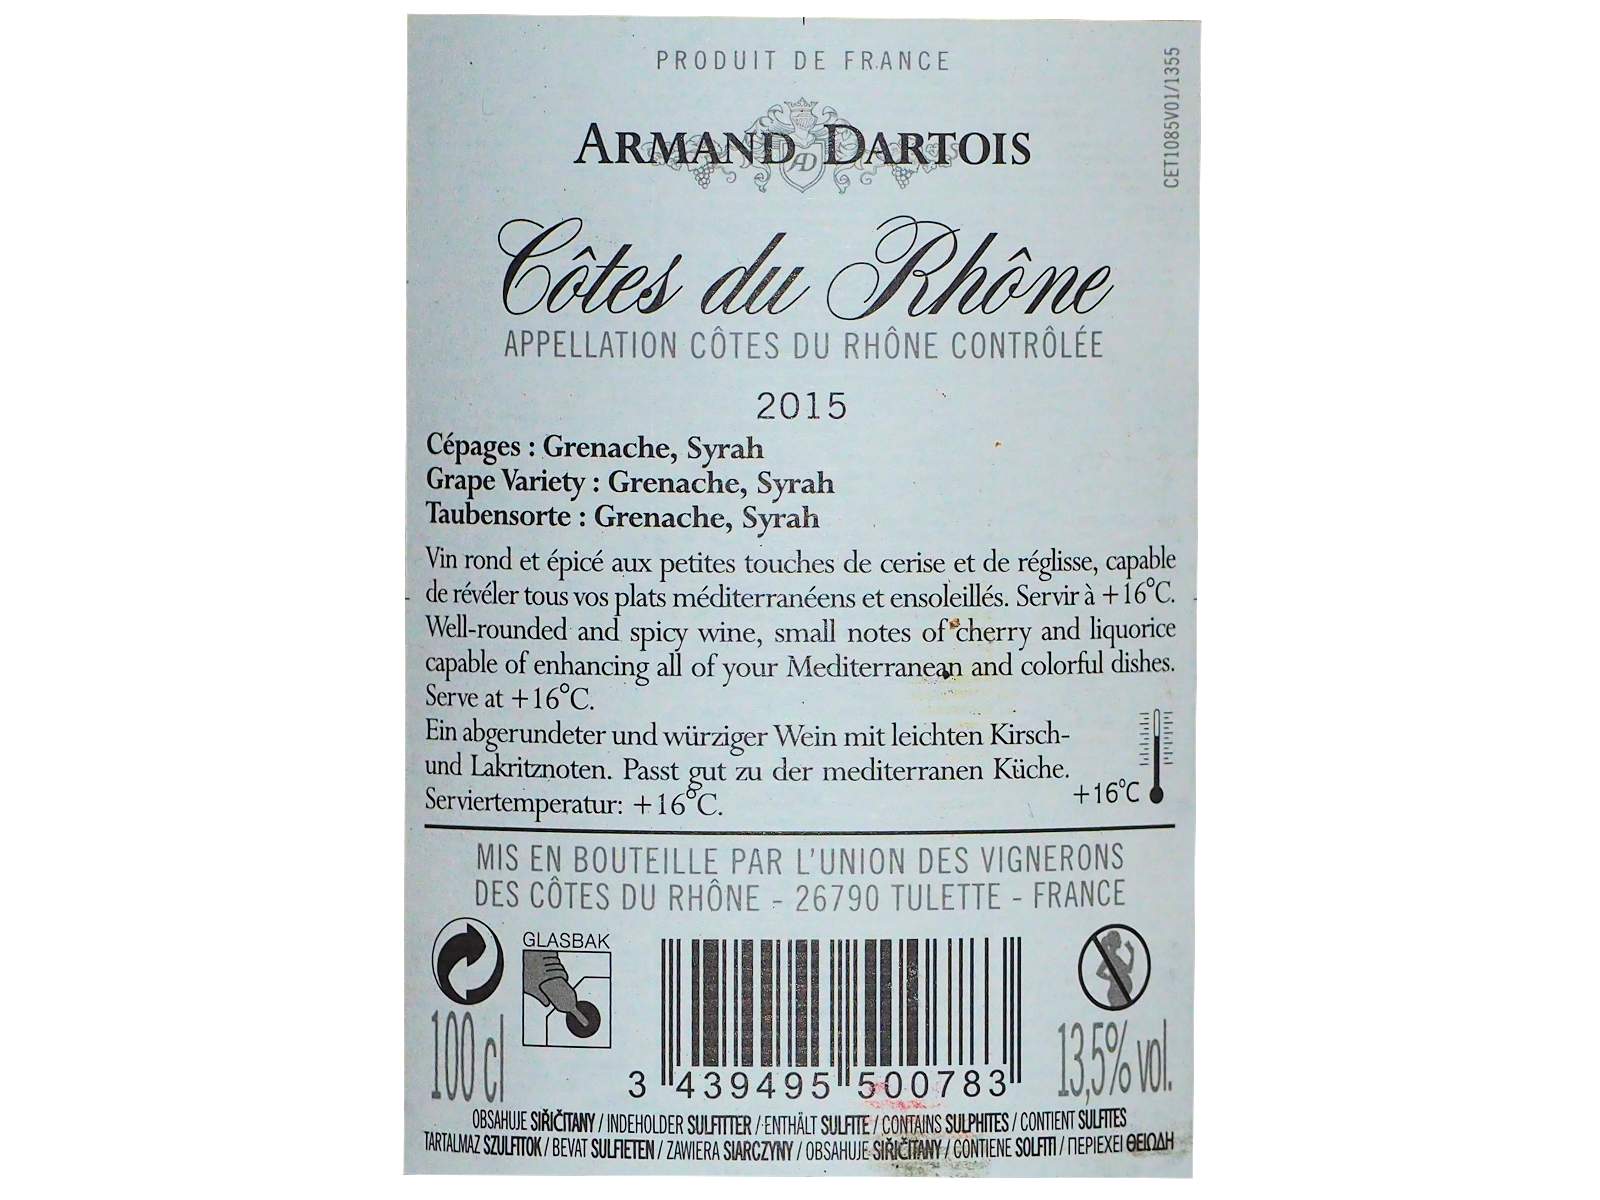 PRODUIT DE FRANCE
CET1085V01/1355
ARMAND DARTOIS
AD
Côtes du Rhône
APPELLATION CÔTES DU RHÔNE CONTRÔLÉE
2015
Cépages : Grenache, Syrah
Grape Variety : Grenache, Syrah
Taubensorte : Grenache, Syrah
Vin rond et épicé aux petites touches de cerise et de réglisse, capable
de révéler tous vos plats méditerranéens et ensoleillés. Servir à +16°C.
Well-rounded and spicy wine, small notes of cherry and liquorice
capable of enhancing all of your Mediterranean and colorful dishes.
Serve at +16°C.
Ein abgerundeter und würziger Wein mit leichten Kirsch-
und Lakritznoten. Passt gut zu der mediterranen Küche.
Serviertemperatur: +16°C.
+16°C
MIS EN BOUTEILLE PAR L'UNION DES VIGNERONS
DES CÔTES DU RHÔNE - 26790 TULETTE - FRANCE
GLASBAK
100 cl
3 439495 500783
13,5% vol.
OBSAHUJE SIŘIČITANY / INDEHOLDER SULFITTER / ENTHÄLT SULFITE / CONTAINS SULPHITES / CONTIENT SULFITES
TARTALMAZ SZULFITOK / BEVAT SULFIETEN / ZAWIERA SIARCZYNY / OBSAHUJE SIŘIČITANY / CONTIENE SOLFITI / ΠΕΡΙΕΧΕΙ ΘΕΙΩΔΗ